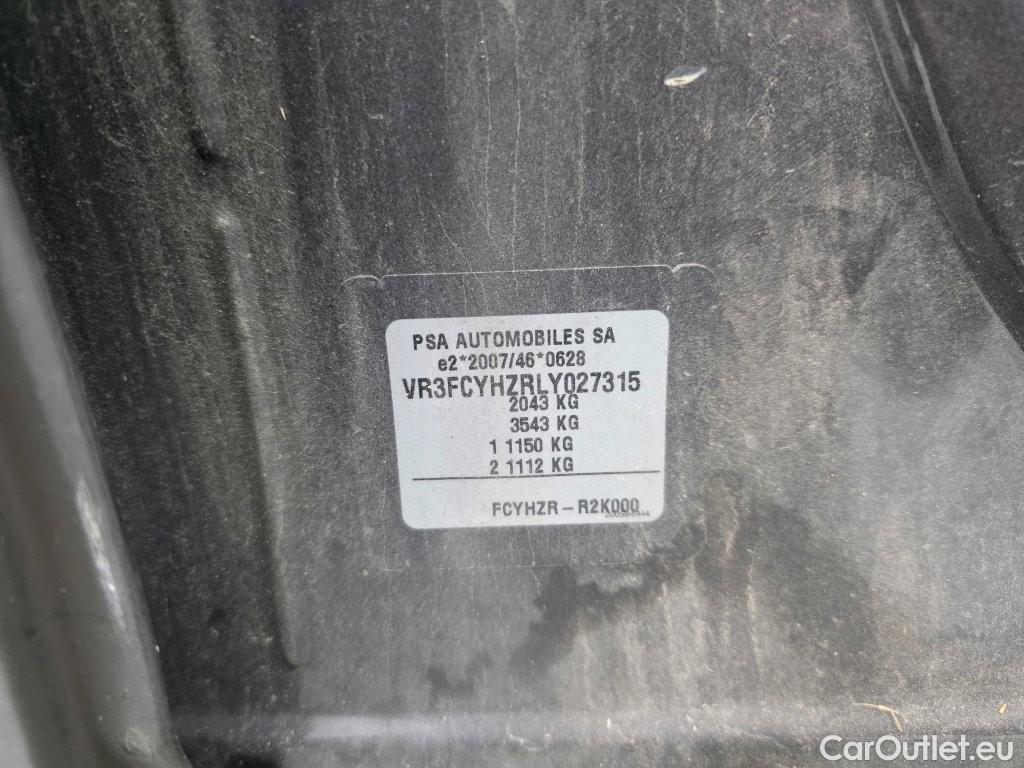 PSA AUTOMOBILES SA
e2*2007/46*0628
VR3FCYHZRLY027315
2043 KG
3543 KG
1 1150 KG
2 1112 KG
FCYHZR – R2K000
CarOutlet.eu